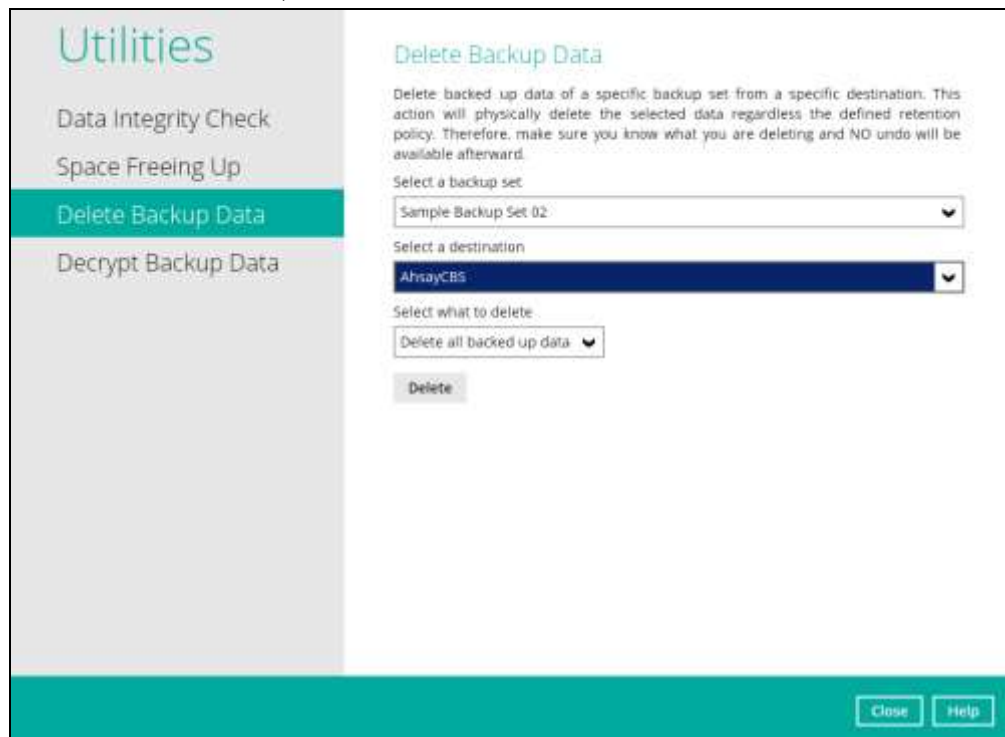 Utilities
Data Integrity Check
Space Freeing Up
Delete Backup Data
Decrypt Backup Data
Delete Backup Data
Delete backed up data of a specific backup set from a specific destination. This
action will physically delete the selected data regardless the defined retention
policy. Therefore, make sure you know what you are deleting and NO undo will be
available afterward.
Select a backup set
Sample Backup Set 02
Select a destination
AhsayCBS
Select what to delete
Delete all backed up data
Delete
Close
Help